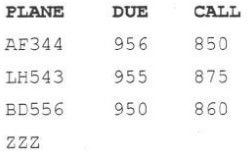 PLANE DUE CALL
AF344 956 850
LH543 955 875
BD556 950 860
ZZZ